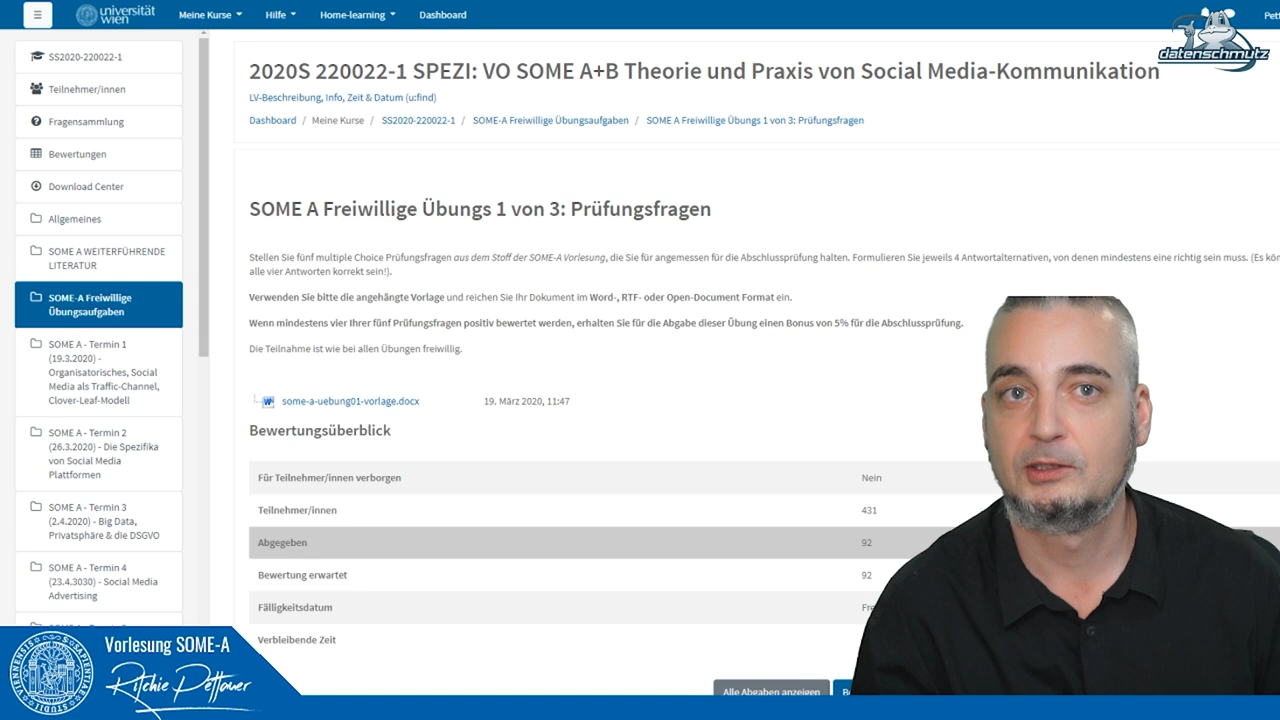 universität
wien
Meine Kurse
Hilfe
Home-learning
Dashboard
datenschmutz
SS2020-220022-1
Teilnehmer/innen
Fragensammlung
Bewertungen
Download Center
Allgemeines
SOME A WEITERFÜHRENDE
LITERATUR
SOME-A Freiwillige
Übungsaufgaben
SOME A - Termin 1
(19.3.2020) -
Organisatorisches, Social
Media als Traffic-Channel,
Clover-Leaf-Modell
SOME A - Termin 2
(26.3.2020) - Die Spezifika
von Social Media
Plattformen
SOME A - Termin 3
(2.4.2020) - Big Data,
Privatsphäre & die DSGVO
SOME A - Termin 4
(23.4.3030) - Social Media
Advertising
2020S 220022-1 SPEZI: VO SOME A+B Theorie und Praxis von Social Media-Kommunikation
LV-Beschreibung, Info, Zeit & Datum (u:find)
Dashboard / Meine Kurse / SS2020-220022-1 / SOME-A Freiwillige Übungsaufgaben / SOME A Freiwillige Übungs 1 von 3: Prüfungsfragen
SOME A Freiwillige Übungs 1 von 3: Prüfungsfragen
Stellen Sie fünf multiple Choice Prüfungsfragen aus dem Stoff der SOME-A Vorlesung, die Sie für angemessen für die Abschlussprüfung halten. Formulieren Sie jeweils 4 Antwortalternativen, von denen mindestens eine richtig sein muss. (Es
alle vier Antworten korrekt sein!).
Verwenden Sie bitte die angehängte Vorlage und reichen Sie Ihr Dokument im Word-, RTF- oder Open-Document Format ein.
Wenn mindestens vier Ihrer fünf Prüfungsfragen positiv bewertet werden, erhalten Sie für die Abgabe dieser Übung einen Bonus von 5% für die Abschlussprüfung.
Die Teilnahme ist wie bei allen Übungen freiwillig.
some-a-uebung01-vorlage.docx 19. März 2020, 11:47
Bewertungsüberblick
Für Teilnehmer/innen verborgen Nein
Teilnehmer/innen 431
Abgegeben 92
Bewertung erwartet 92
Fälligkeitsdatum
Verbleibende Zeit
Alle Abgaben anzeigen
Vorlesung SOME-A
Ritchie Pettauer